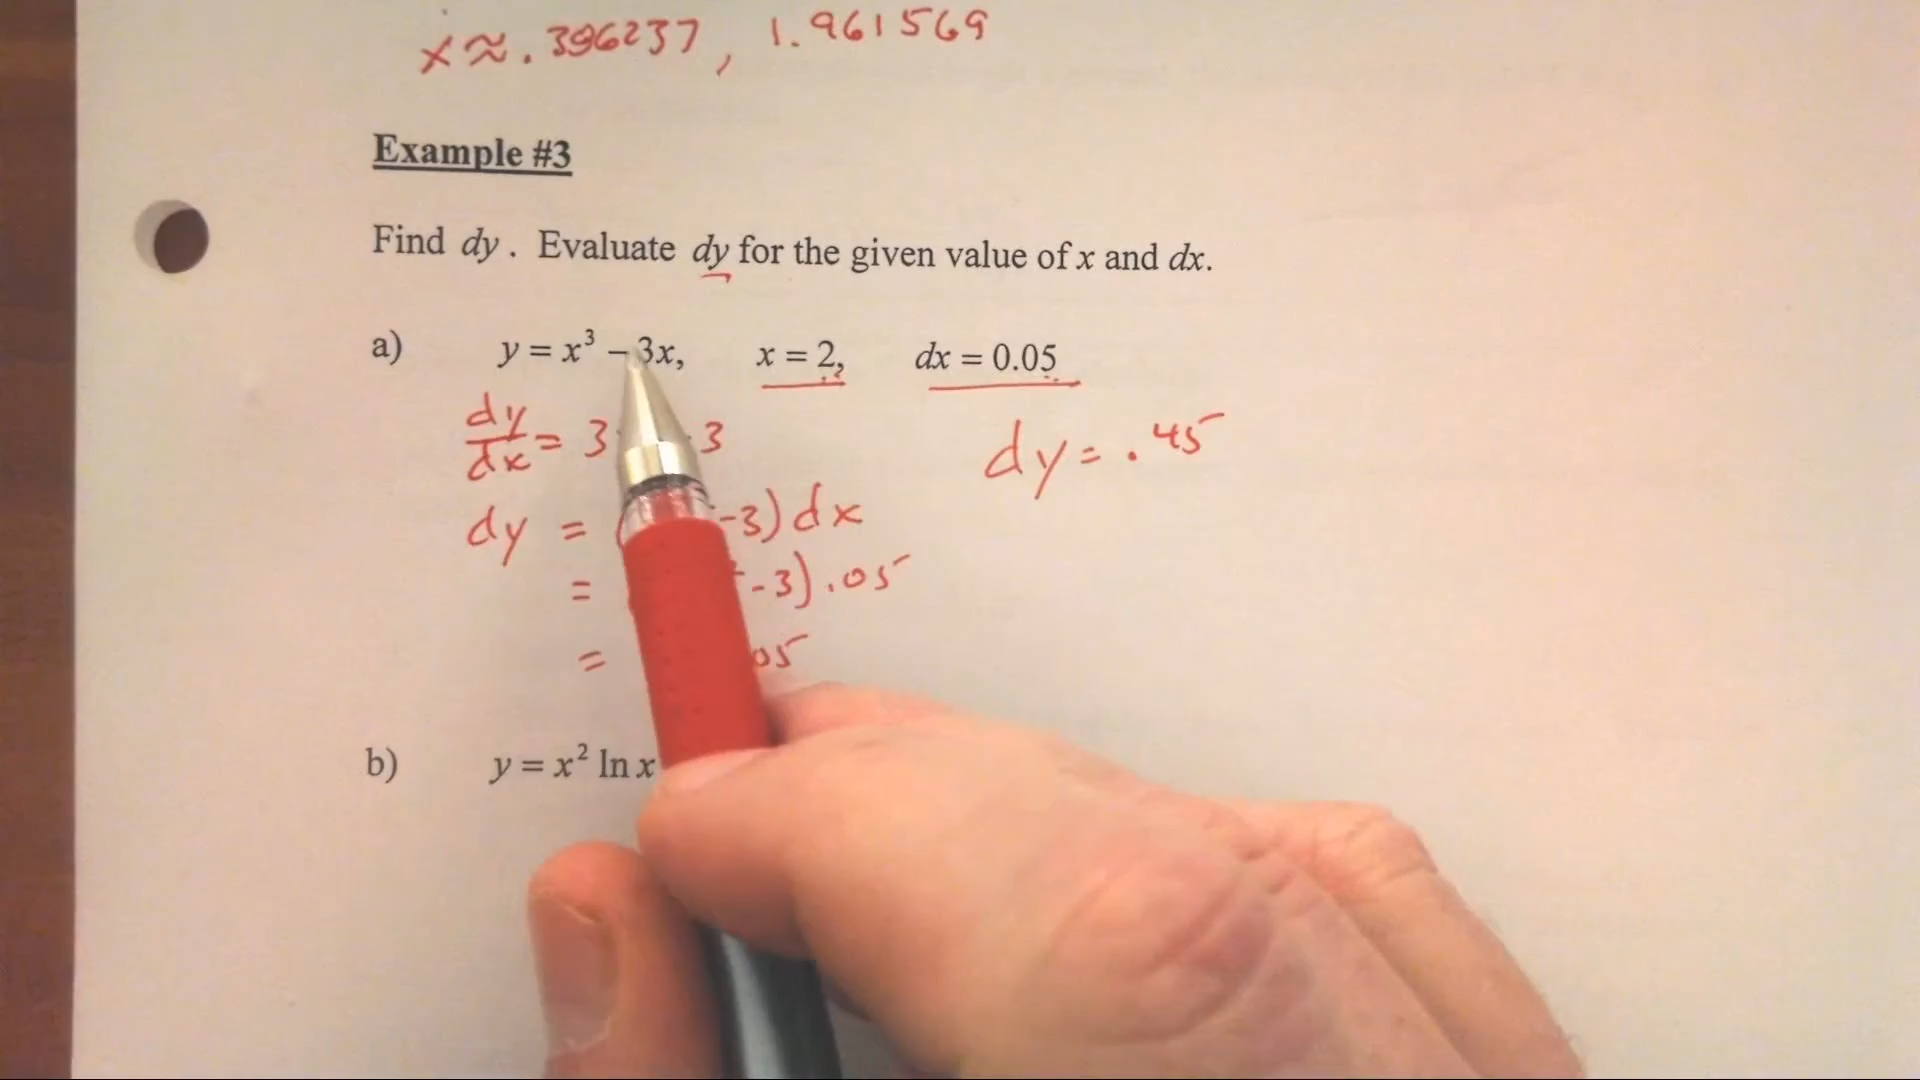 x ≈ .396237, 1.961569
Example #3
Find dy. Evaluate dy for the given value of x and dx.
a) y = x³ − 3x, x = 2, dx = 0.05
dy/dx = 3 3
dy = .45
dy = ( -3) dx
= -3) .05
= 05
b) y = x² ln x